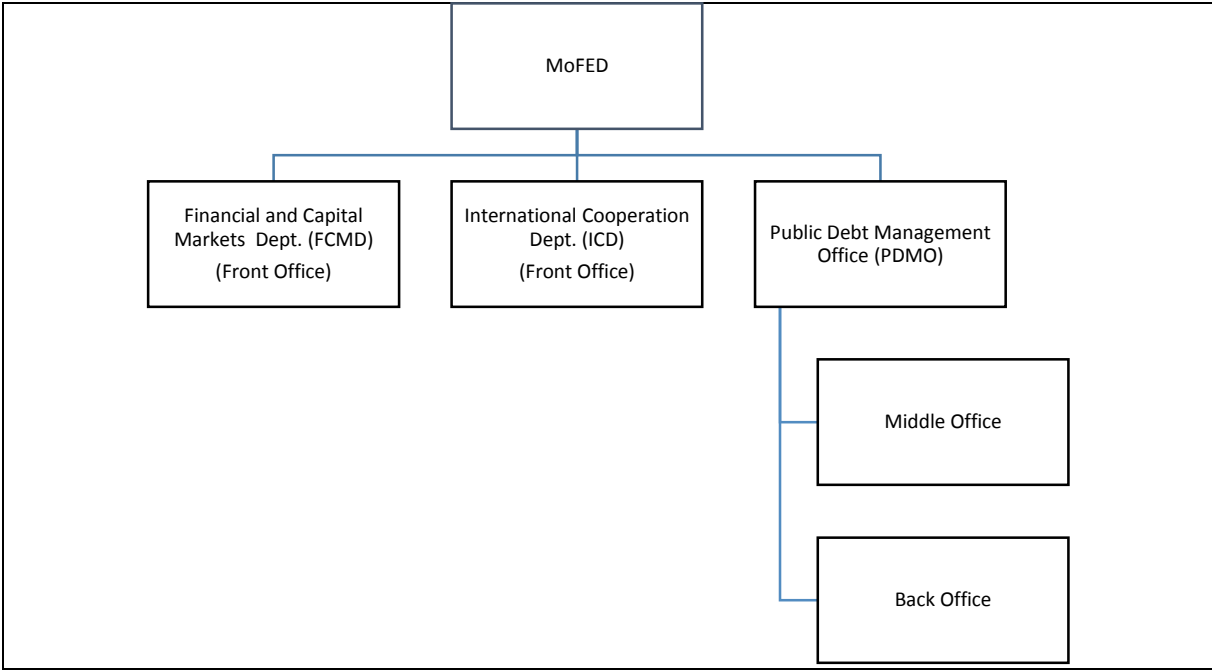 MoFED
Financial and Capital
Markets Dept. (FCMD)
(Front Office)
International Cooperation
Dept. (ICD)
(Front Office)
Public Debt Management
Office (PDMO)
Middle Office
Back Office